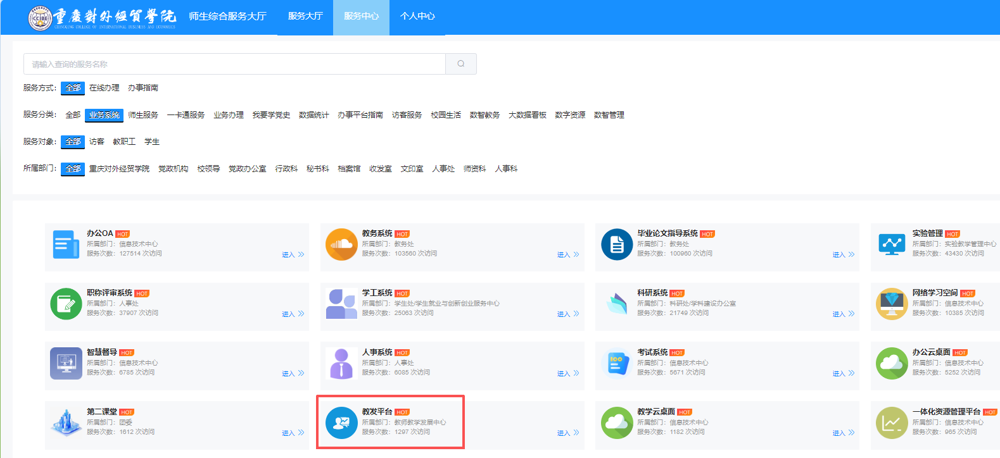 重慶對外經貿學院
CHONGQING COLLEGE OF INTERNATIONAL BUSINESS AND ECONOMICS
CCIBE
师生综合服务大厅 服务大厅 服务中心 个人中心
请输入查询的服务名称
服务方式: 全部 在线办理 办事指南
服务分类: 全部 业务系统 师生服务 一卡通服务 业务办理 我要学党史 数据统计 办事平台指南 访客服务 校园生活 数智教务 大数据看板 数字资源 数智管理
服务对象: 全部 访客 教职工 学生
所属部门: 全部 重庆对外经贸学院 党政机构 校领导 党政办公室 行政科 秘书科 档案馆 收发室 文印室 人事处 师资科 人事科
办公OA HOT
所属部门: 信息技术中心
服务次数: 127514 次访问
进入
教务系统 HOT
所属部门: 教务处
服务次数: 103560 次访问
进入
毕业论文指导系统 HOT
所属部门: 教务处
服务次数: 100960 次访问
进入
实验管理 HOT
所属部门: 实验教学管理中心
服务次数: 43430 次访问
职称评审系统 HOT
所属部门: 人事处
服务次数: 37907 次访问
进入
学工系统 HOT
所属部门: 学生处/学生就业与创新创业服务中心
服务次数: 25063 次访问
进入
科研系统 HOT
所属部门: 科研处/学科建设办公室
服务次数: 21749 次访问
进入
网络学习空间 HOT
所属部门: 信息技术中心
服务次数: 10385 次访问
智慧督导 HOT
所属部门: 信息技术中心
服务次数: 6785 次访问
进入
人事系统 HOT
所属部门: 人事处
服务次数: 6085 次访问
进入
100
考试系统 HOT
所属部门: 信息技术中心
服务次数: 5671 次访问
进入
办公云桌面 HOT
所属部门: 信息技术中心
服务次数: 5252 次访问
第二课堂 HOT
所属部门: 团委
服务次数: 1612 次访问
进入
教发平台 HOT
所属部门: 教师教学发展中心
服务次数: 1297 次访问
进入
教学云桌面 HOT
所属部门: 信息技术中心
服务次数: 1182 次访问
进入
一体化资源管理平台 HOT
所属部门: 信息技术中心
服务次数: 965 次访问